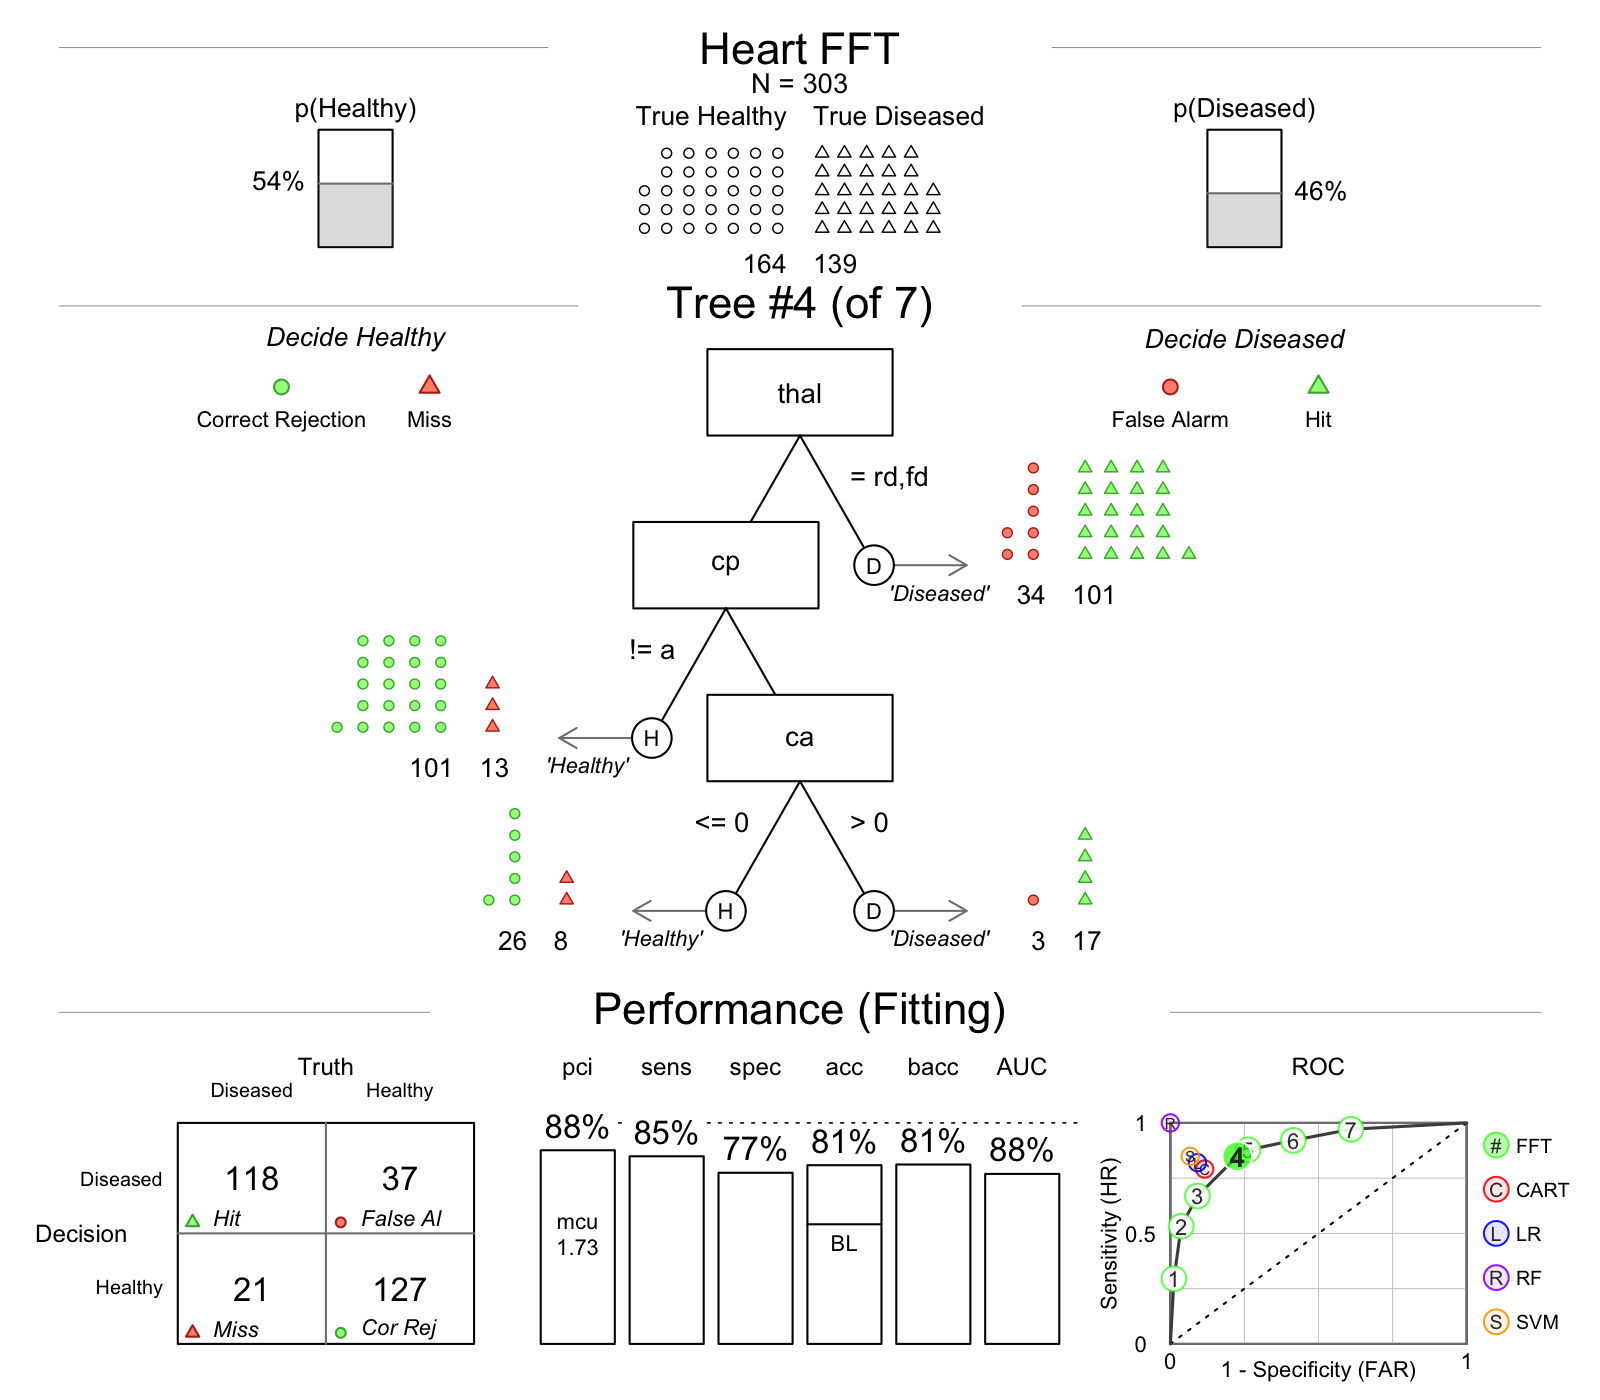 Heart FFT
N = 303
p(Healthy)
True Healthy True Diseased
p(Diseased)
54%
46%
164 139
Tree #4 (of 7)
Decide Healthy
Decide Diseased
Correct Rejection Miss
False Alarm Hit
thal
= rd,fd
cp
D
'Diseased'
34 101
!= a
H
'Healthy'
101 13
ca
<= 0
> 0
H
'Healthy'
26 8
D
'Diseased'
3 17
Performance (Fitting)
Truth
Diseased Healthy
Decision
Diseased
118
Hit
37
False Al
Healthy
21
Miss
127
Cor Rej
pci sens spec acc bacc AUC
88% 85% 77% 81% 81% 88%
mcu
1.73
BL
ROC
Sensitivity (HR)
1
0.5
0
0 1
1 - Specificity (FAR)
R
S
L
C
1
2
3
4
5
6
7
# FFT
C CART
L LR
R RF
S SVM